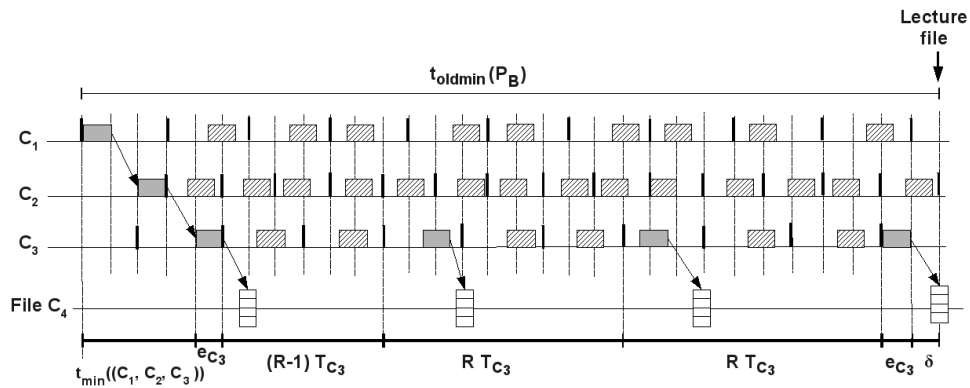 Lecture
file
t_oldmin(P_B)
C_1
C_2
C_3
File C_4
t_min((C_1, C_2, C_3))
e_C3
(R-1) T_C3
R T_C3
R T_C3
e_C3
δ